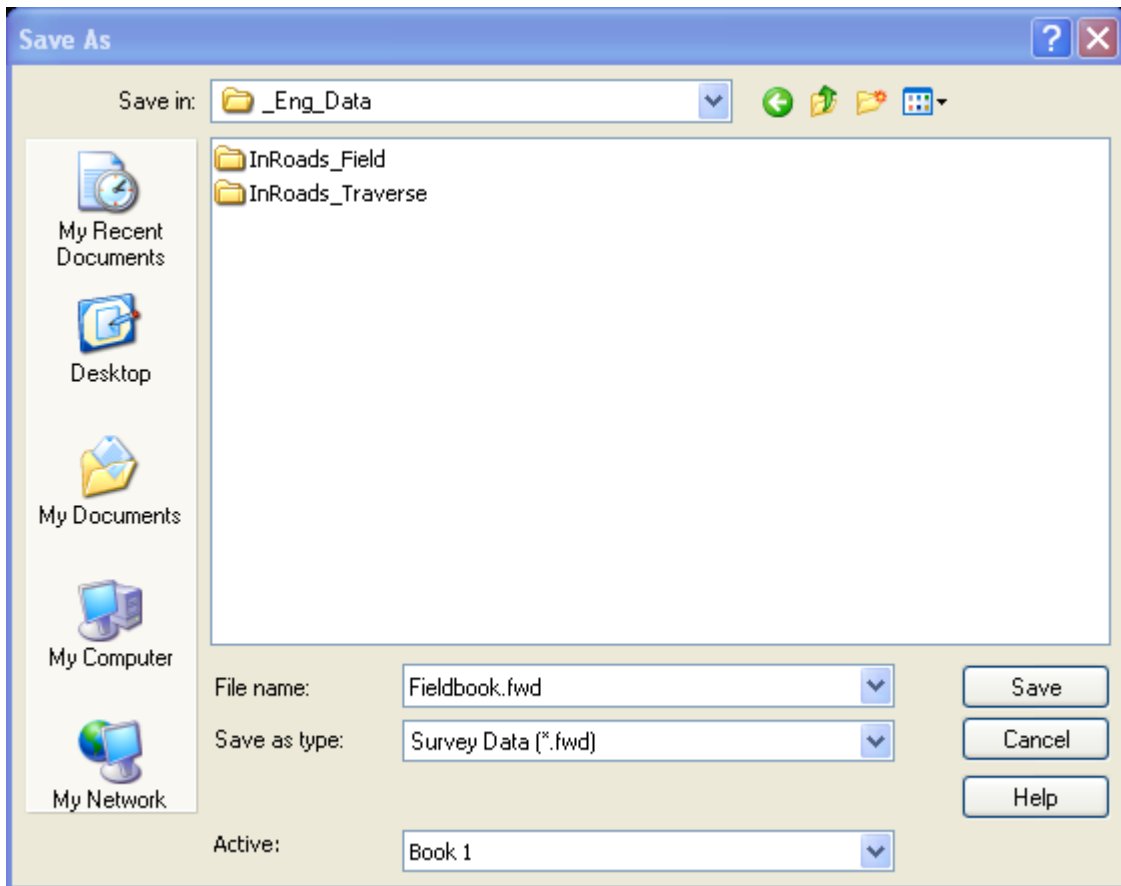 Save As
?
Save in:
_Eng_Data
InRoads_Field
InRoads_Traverse
My Recent
Documents
Desktop
My Documents
My Computer
My Network
File name:
Fieldbook.fwd
Save
Save as type:
Survey Data (*.fwd)
Cancel
Help
Active:
Book 1